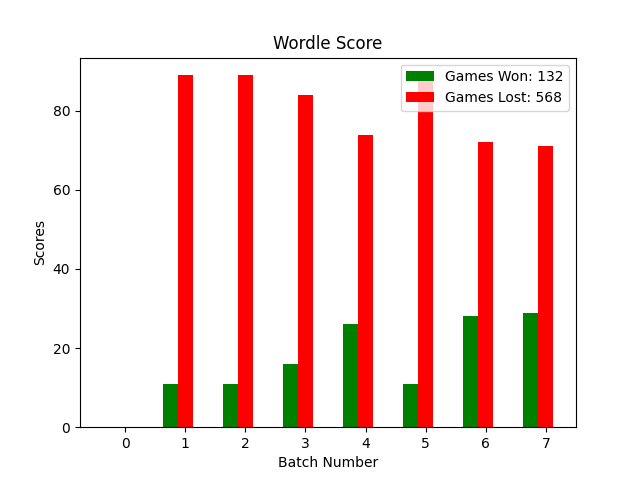 Wordle Score
Games Won: 132
Games Lost: 568
Scores
80
60
40
20
0
0 1 2 3 4 5 6 7
Batch Number